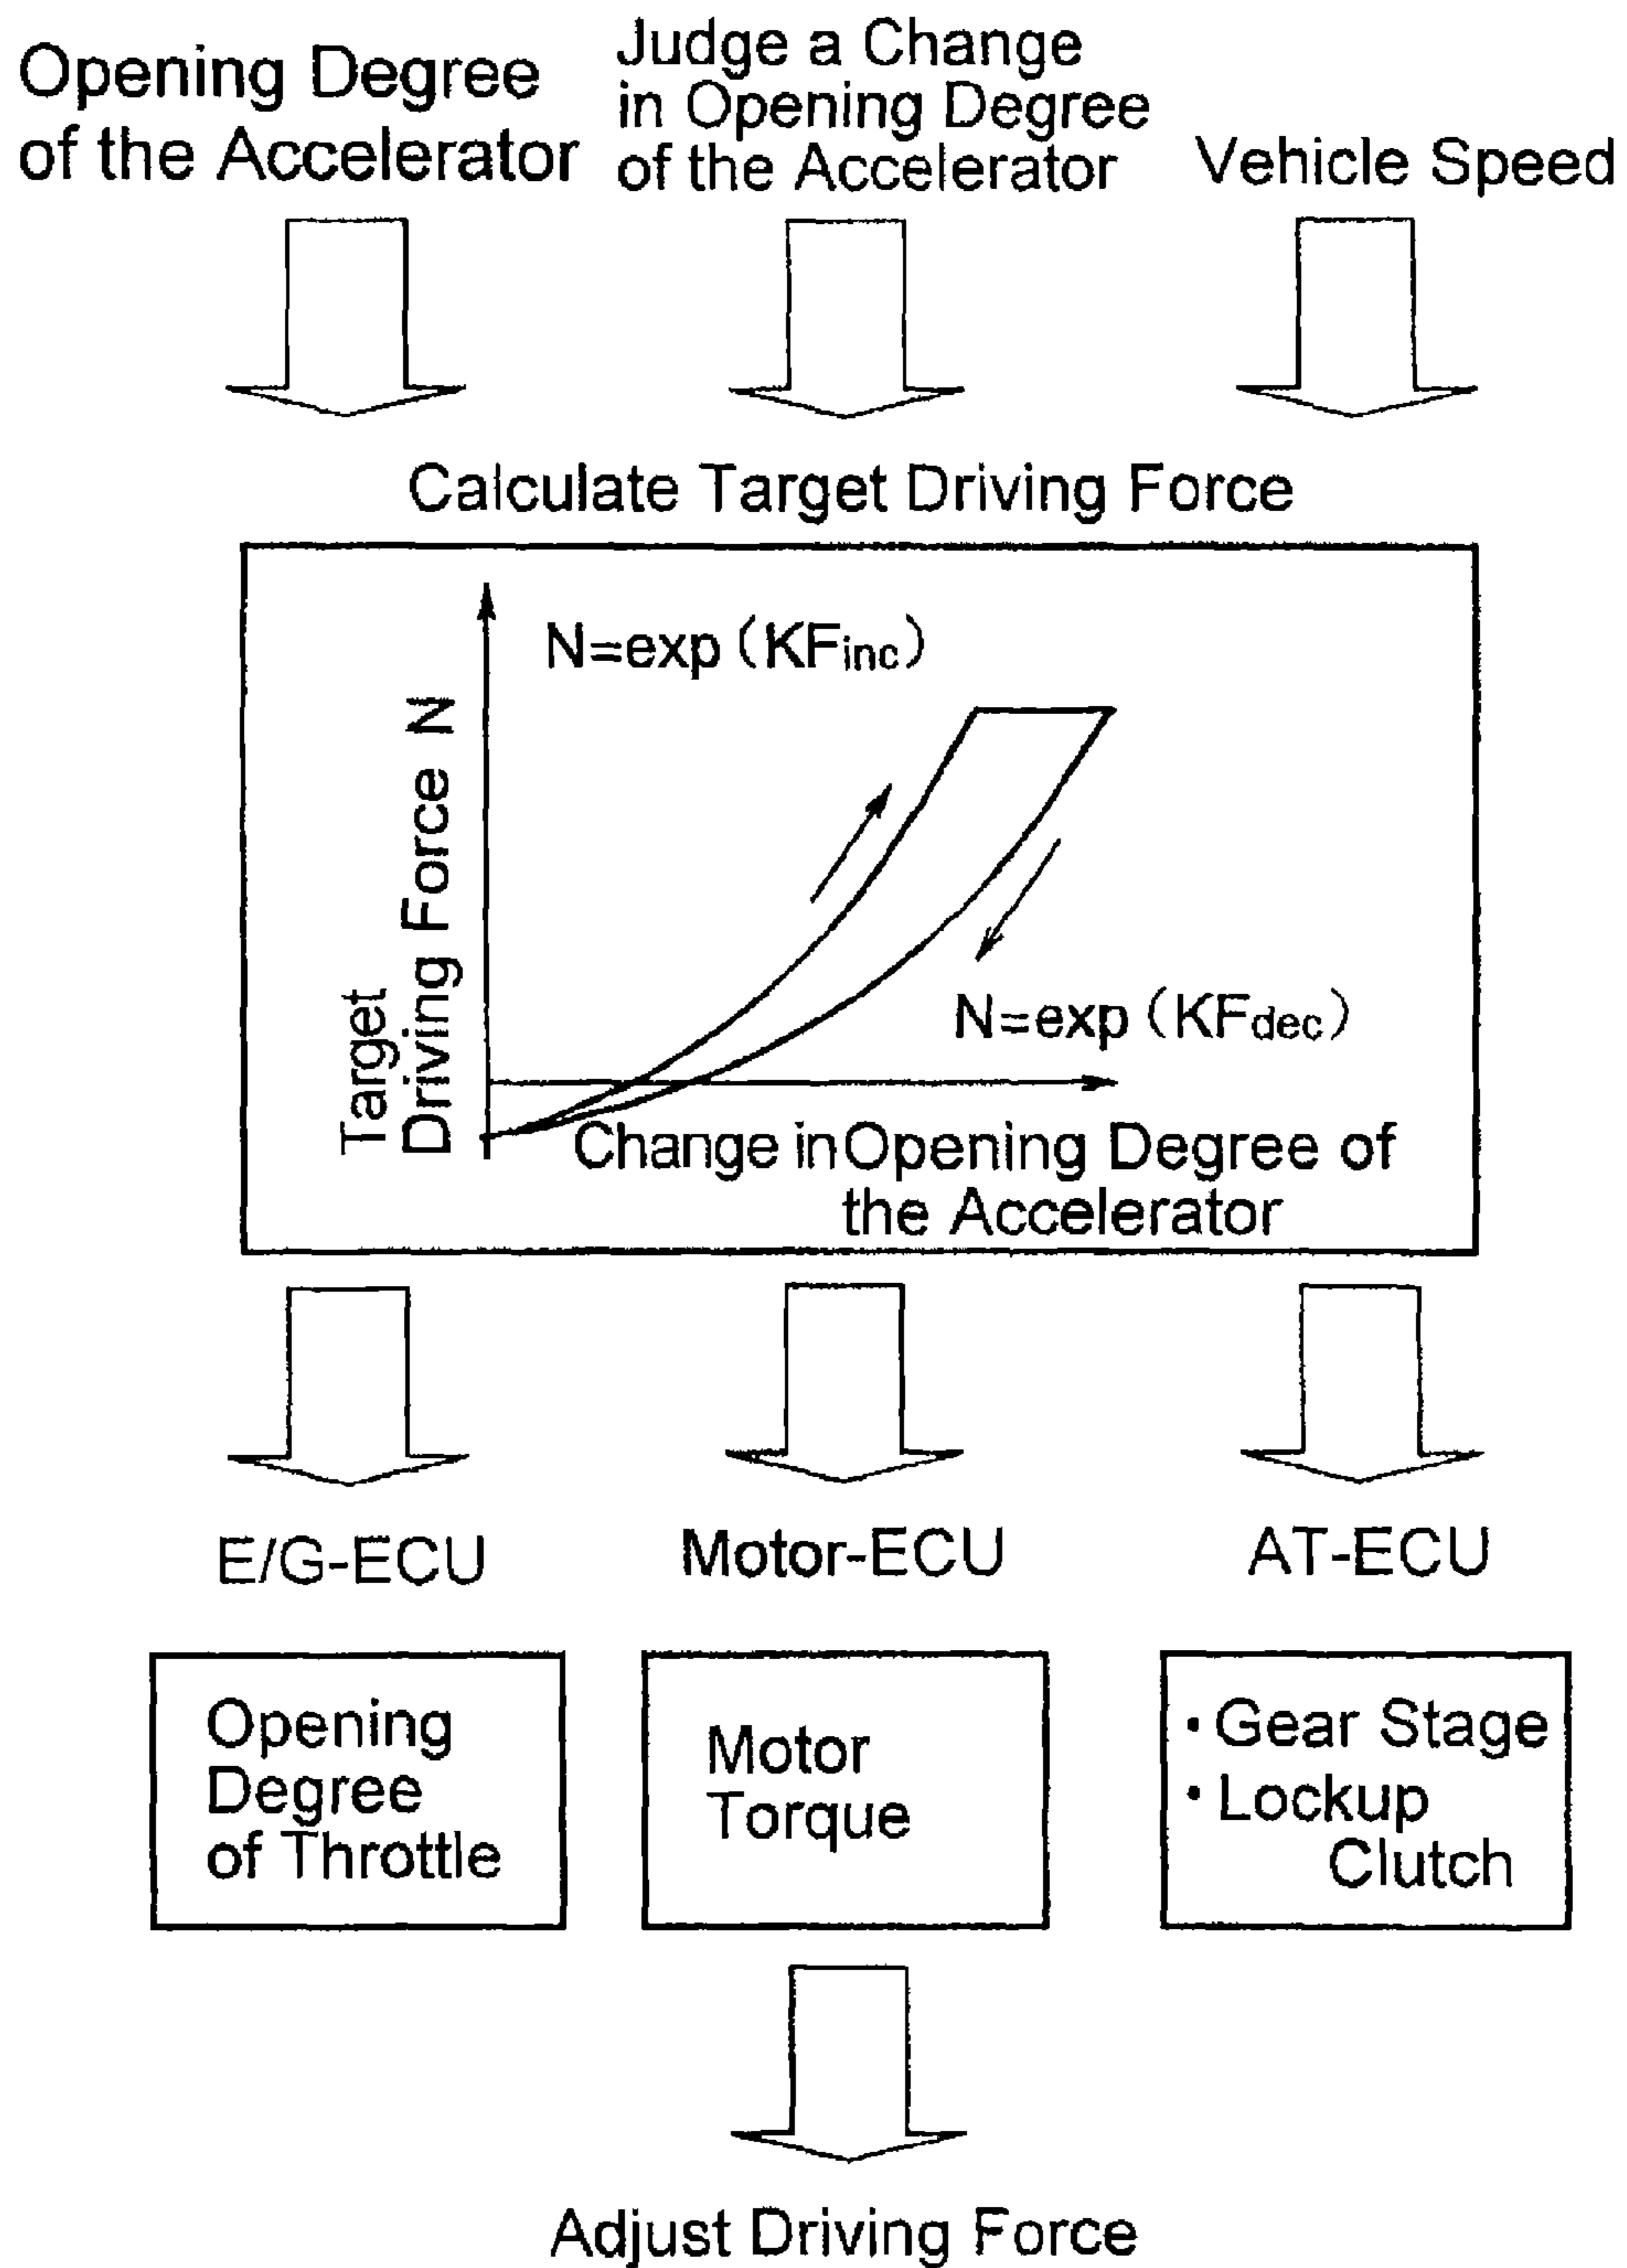 Opening Degree
of the Accelerator
Judge a Change
in Opening Degree
of the Accelerator
Vehicle Speed
Calculate Target Driving Force
N=exp (KFinc)
Target
Driving Force N
N=exp (KFdec)
Change in Opening Degree of
the Accelerator
E/G-ECU
Motor-ECU
AT-ECU
Opening
Degree
of Throttle
Motor
Torque
・Gear Stage
・Lockup
Clutch
Adjust Driving Force